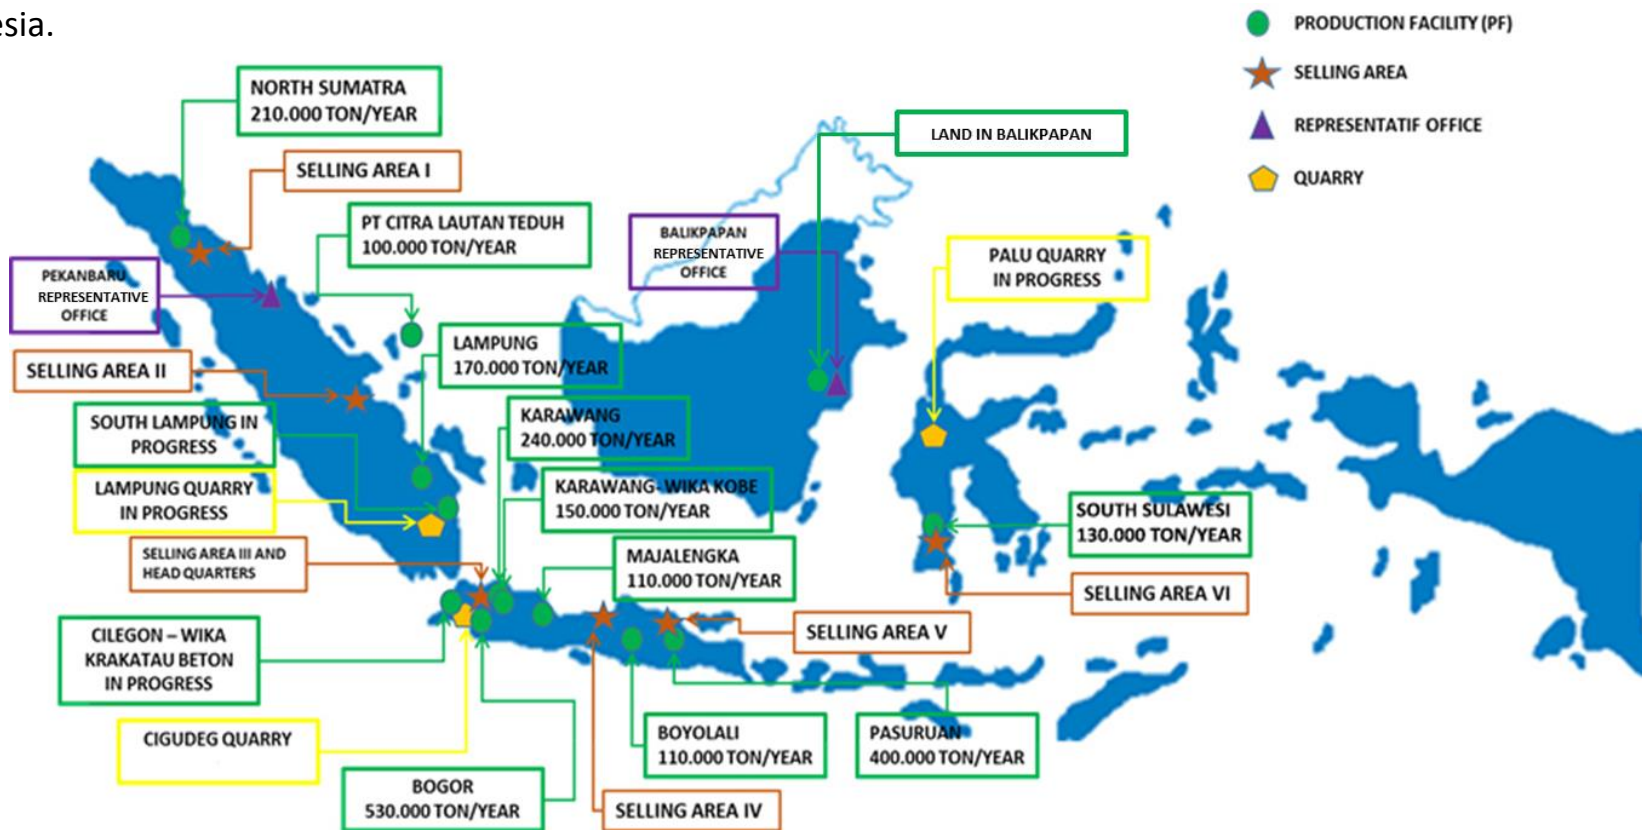 esia.
PRODUCTION FACILITY (PF)
SELLING AREA
REPRESENTATIF OFFICE
QUARRY
NORTH SUMATRA
210.000 TON/YEAR
LAND IN BALIKPAPAN
SELLING AREA I
PT CITRA LAUTAN TEDUH
100.000 TON/YEAR
BALIKPAPAN
REPRESENTATIVE
OFFICE
PALU QUARRY
IN PROGRESS
PEKANBARU
REPRESENTATIVE
OFFICE
LAMPUNG
170.000 TON/YEAR
SELLING AREA II
SOUTH LAMPUNG IN
PROGRESS
KARAWANG
240.000 TON/YEAR
LAMPUNG QUARRY
IN PROGRESS
KARAWANG- WIKA KOBE
150.000 TON/YEAR
SOUTH SULAWESI
130.000 TON/YEAR
SELLING AREA III AND
HEAD QUARTERS
MAJALENGKA
110.000 TON/YEAR
SELLING AREA VI
CILEGON – WIKA
KRAKATAU BETON
IN PROGRESS
SELLING AREA V
CIGUDEG QUARRY
BOYOLALI
110.000 TON/YEAR
PASURUAN
400.000 TON/YEAR
BOGOR
530.000 TON/YEAR
SELLING AREA IV